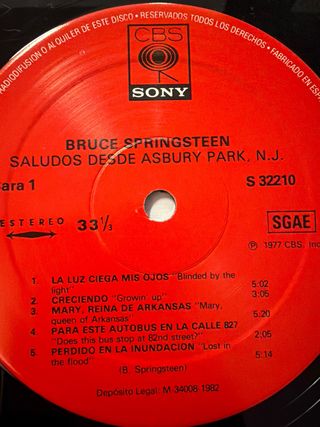 RADIODIFUSION O ALQUILER DE ESTE DISCO · RESERVADOS TODOS LOS DERECHOS · FABRICADO EN ESP
CBS
SONY
BRUCE SPRINGSTEEN
SALUDOS DESDE ASBURY PARK, N.J.
Cara 1
S 32210
ESTEREO
33 1/3
SGAE
℗ 1977 CBS, Inc
1. LA LUZ CIEGA MIS OJOS "Blinded by the
light" 5:02
2. CRECIENDO "Growin' up" 3:05
3. MARY, REINA DE ARKANSAS "Mary,
queen of Arkansas" 5:20
4. PARA ESTE AUTOBUS EN LA CALLE 82?
"Does this bus stop at 82nd street?" 2:05
5. PERDIDO EN LA INUNDACION "Lost in
the flood" 5:14
(B. Springsteen)
Depósito Legal: M-34008-1982